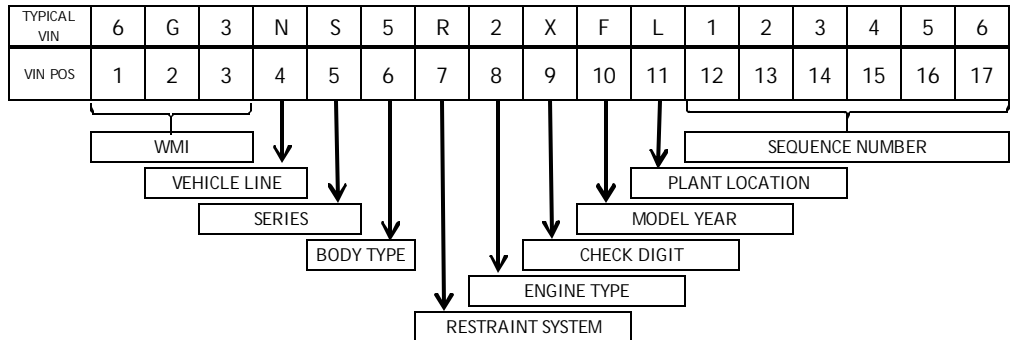 TYPICAL
VIN 6 G 3 N S 5 R 2 X F L 1 2 3 4 5 6
VIN POS 1 2 3 4 5 6 7 8 9 10 11 12 13 14 15 16 17
WMI SEQUENCE NUMBER
VEHICLE LINE PLANT LOCATION
SERIES MODEL YEAR
BODY TYPE CHECK DIGIT
ENGINE TYPE
RESTRAINT SYSTEM